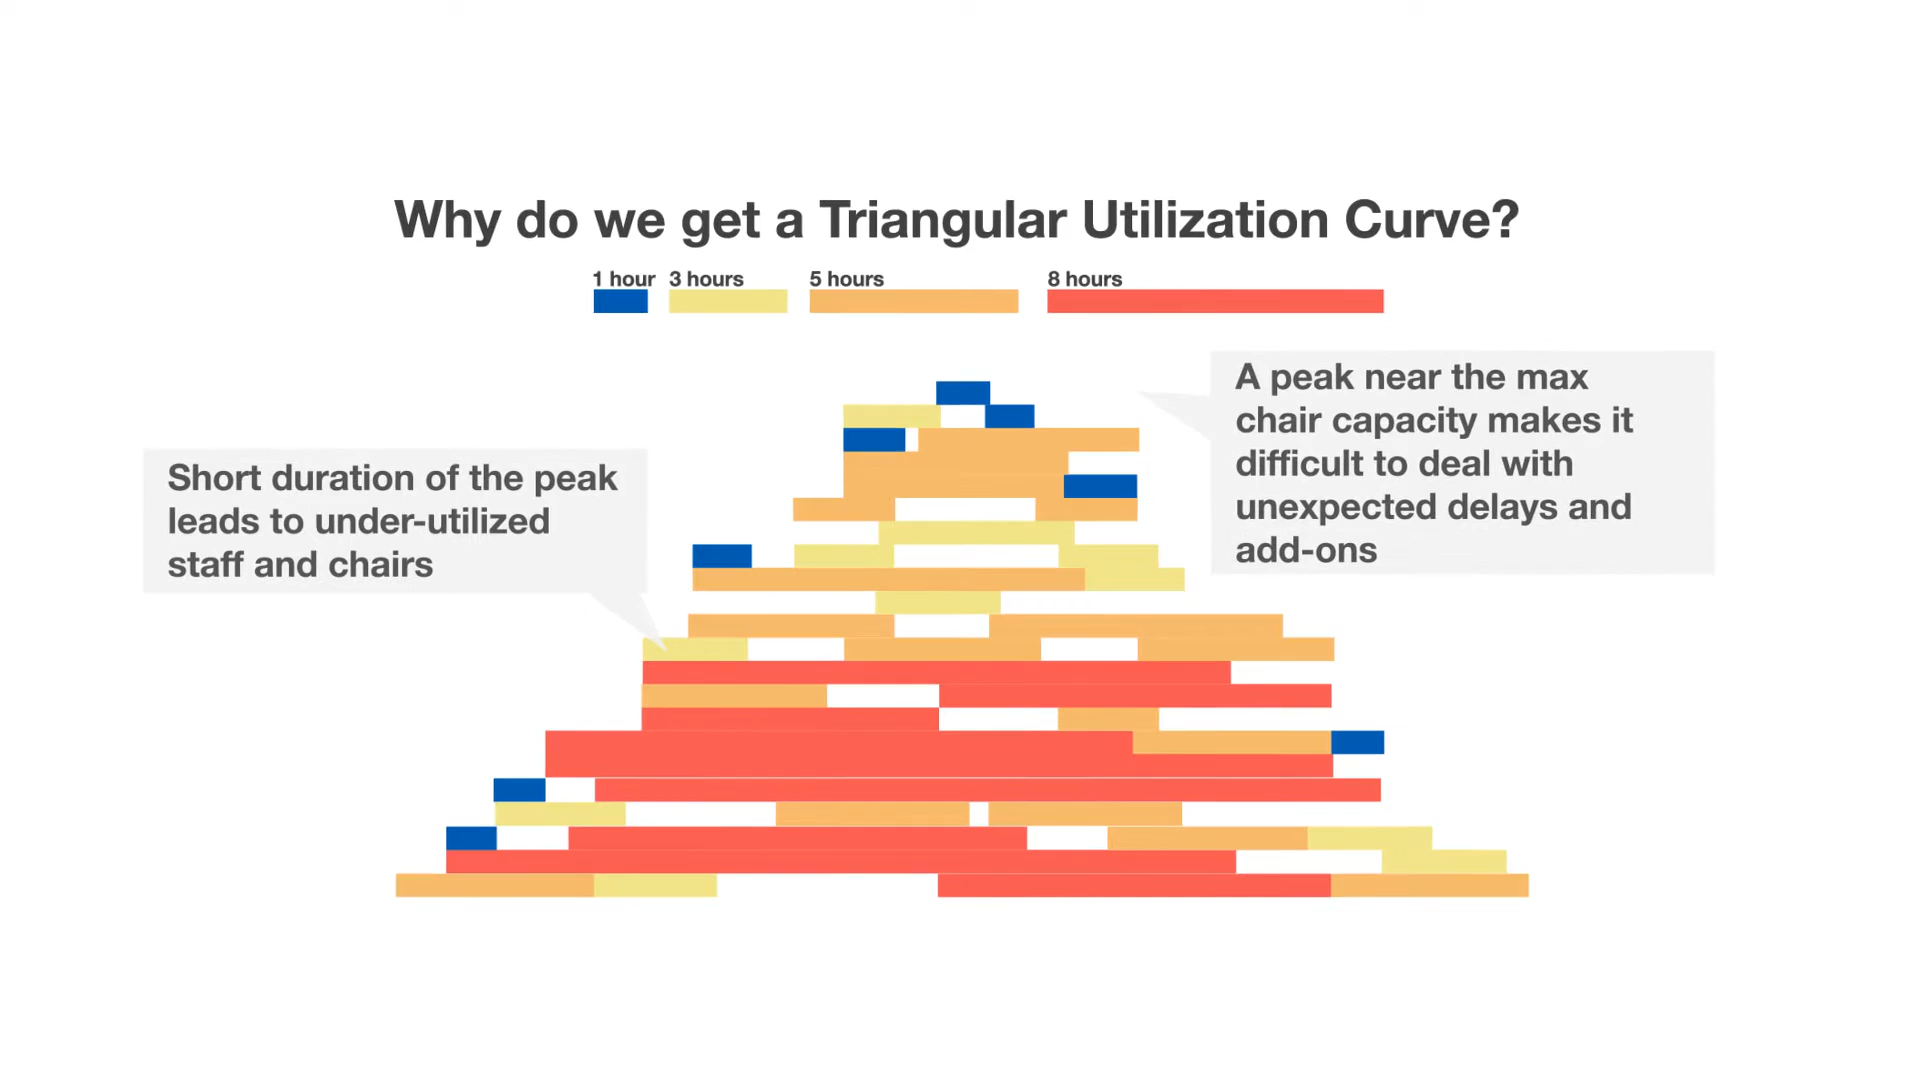 Why do we get a Triangular Utilization Curve?
1 hour 3 hours 5 hours 8 hours
A peak near the max
chair capacity makes it
difficult to deal with
unexpected delays and
add-ons
Short duration of the peak
leads to under-utilized
staff and chairs